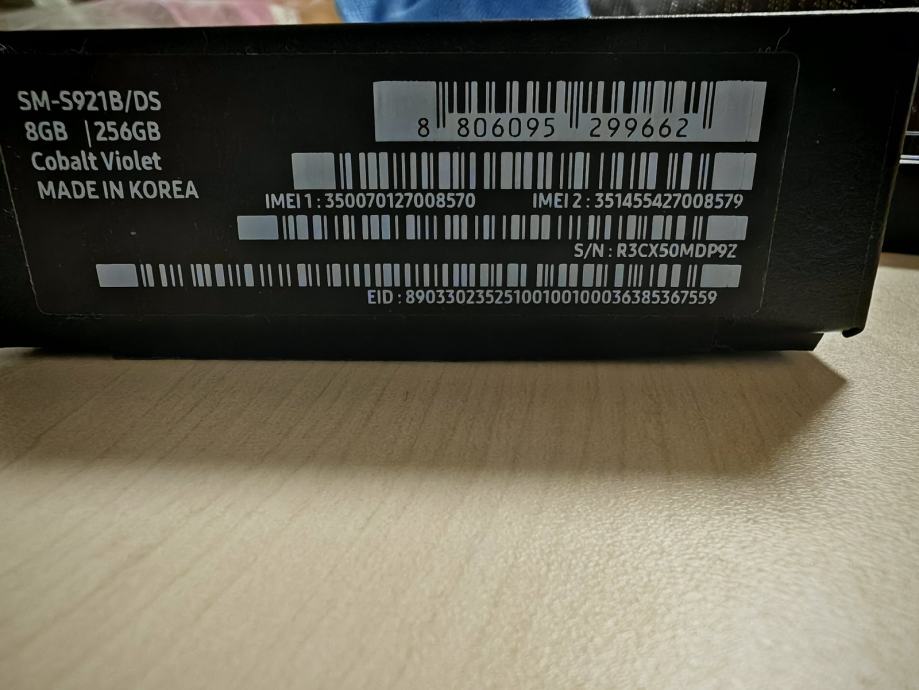 SM-S921B/DS
8GB | 256GB
Cobalt Violet
MADE IN KOREA
8 806095 299662
IMEI 1 : 350070127008570 IMEI 2 : 351455427008579
S/N : R3CX50MDP9Z
EID : 89033023525100100100036385367559